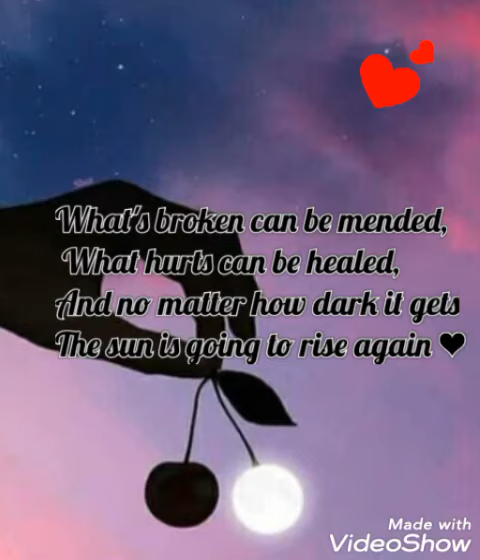 What's broken can be mended,
What hurts can be healed,
And no matter how dark it gets
The sun is going to rise again ❤
Made with
VideoShow